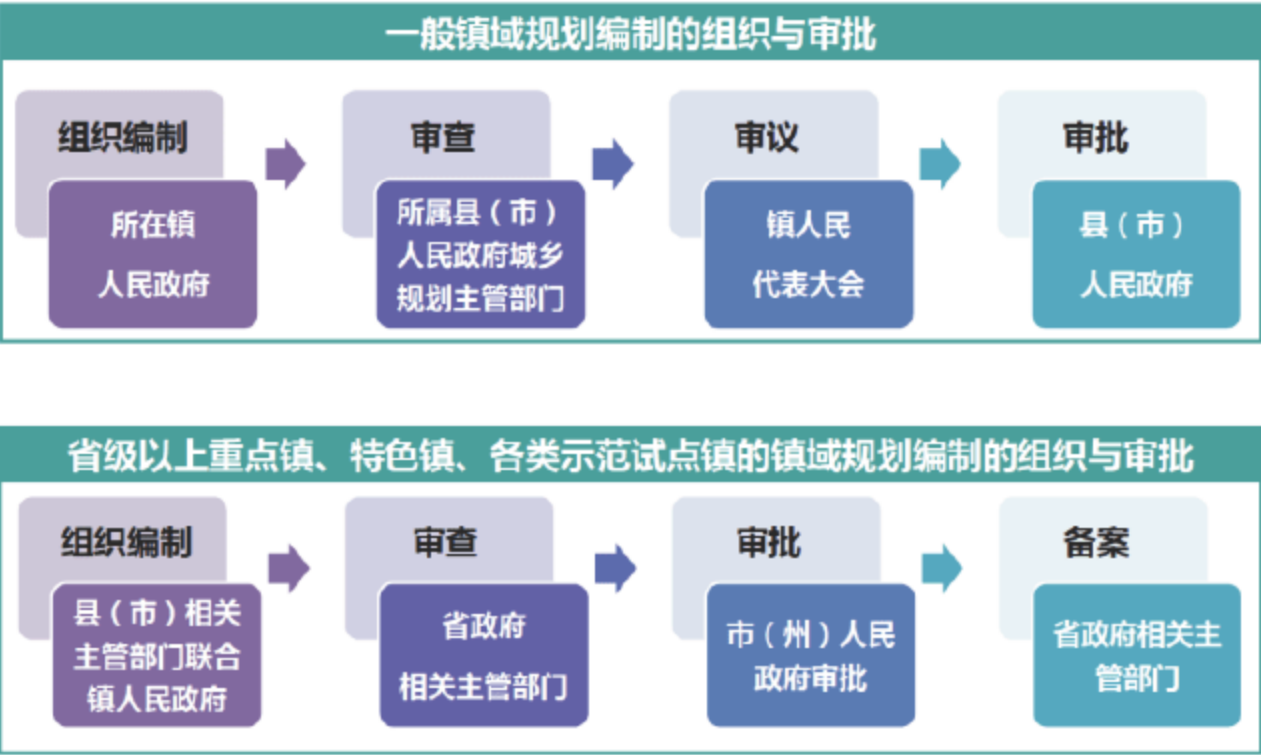 一般镇域规划编制的组织与审批
组织编制
所在镇
人民政府
审查
所属县（市）
人民政府城乡
规划主管部门
审议
镇人民
代表大会
审批
县（市）
人民政府
省级以上重点镇、特色镇、各类示范试点镇的镇域规划编制的组织与审批
组织编制
县（市）相关
主管部门联合
镇人民政府
审查
省政府
相关主管部门
审批
市（州）人民
政府审批
备案
省政府相关主
管部门